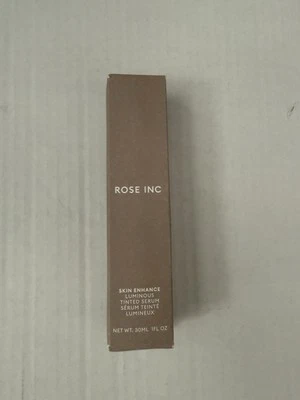 ROSE INC
SKIN ENHANCE
LUMINOUS
TINTED SERUM
SÉRUM TEINTÉ
LUMINEUX
NET WT. 30ML 1FL OZ